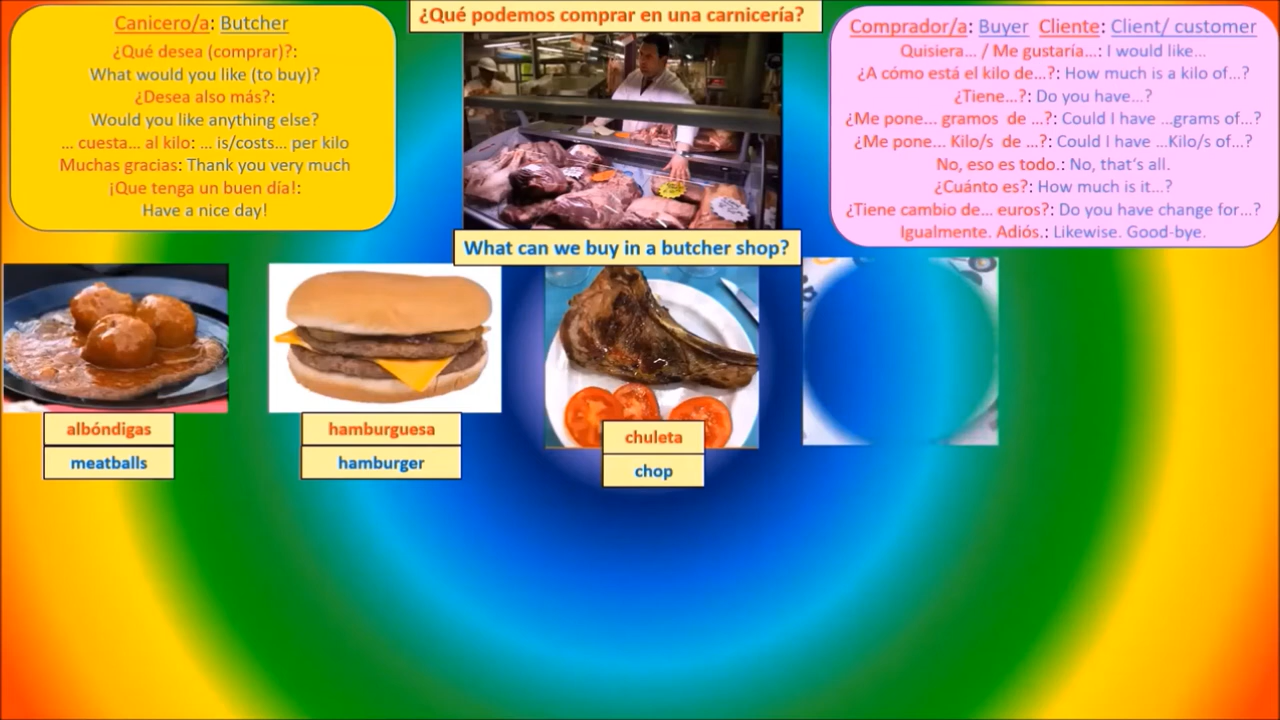 ¿Qué podemos comprar en una carnicería?
Canicero/a: Butcher
¿Qué desea (comprar)?:
What would you like (to buy)?
¿Desea also más?:
Would you like anything else?
... cuesta... al kilo: ... is/costs... per kilo
Muchas gracias: Thank you very much
¡Que tenga un buen día!:
Have a nice day!
Comprador/a: Buyer Cliente: Client/ customer
Quisiera... / Me gustaría...: I would like...
¿A cómo está el kilo de...?: How much is a kilo of...?
¿Tiene...?: Do you have...?
¿Me pone... gramos de ...?: Could I have ...grams of...?
¿Me pone... Kilo/s de ...?: Could I have ...Kilo/s of...?
No, eso es todo.: No, that's all.
¿Cuánto es?: How much is it...?
¿Tiene cambio de... euros?: Do you have change for...?
Igualmente. Adiós.: Likewise. Good-bye.
What can we buy in a butcher shop?
albóndigas
meatballs
hamburguesa
hamburger
chuleta
chop